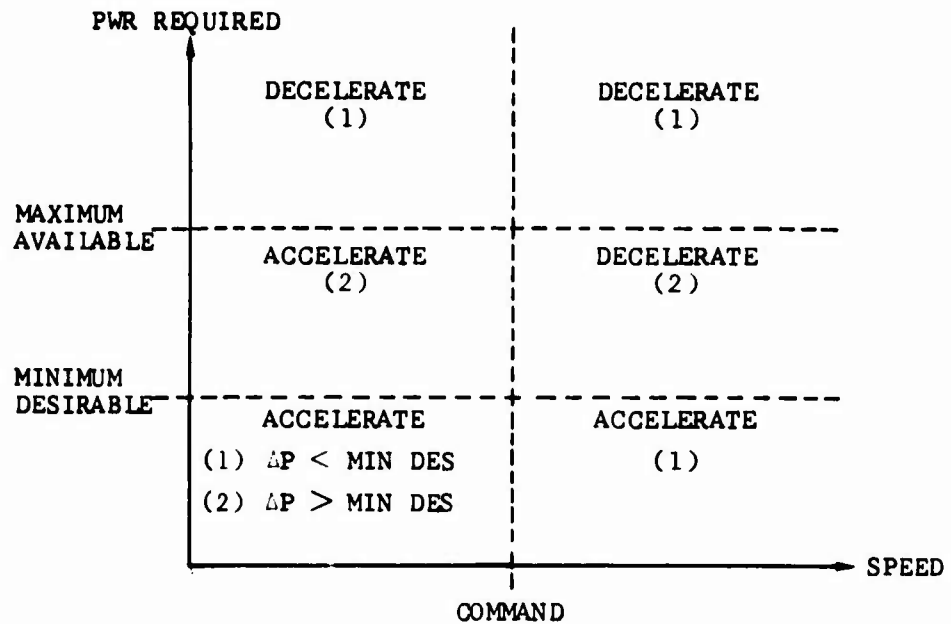 PWR REQUIRED
DECELERATE
(1)
DECELERATE
(1)
MAXIMUM
AVAILABLE
ACCELERATE
(2)
DECELERATE
(2)
MINIMUM
DESIRABLE
ACCELERATE
(1) ΔP < MIN DES
(2) ΔP > MIN DES
ACCELERATE
(1)
SPEED
COMMAND